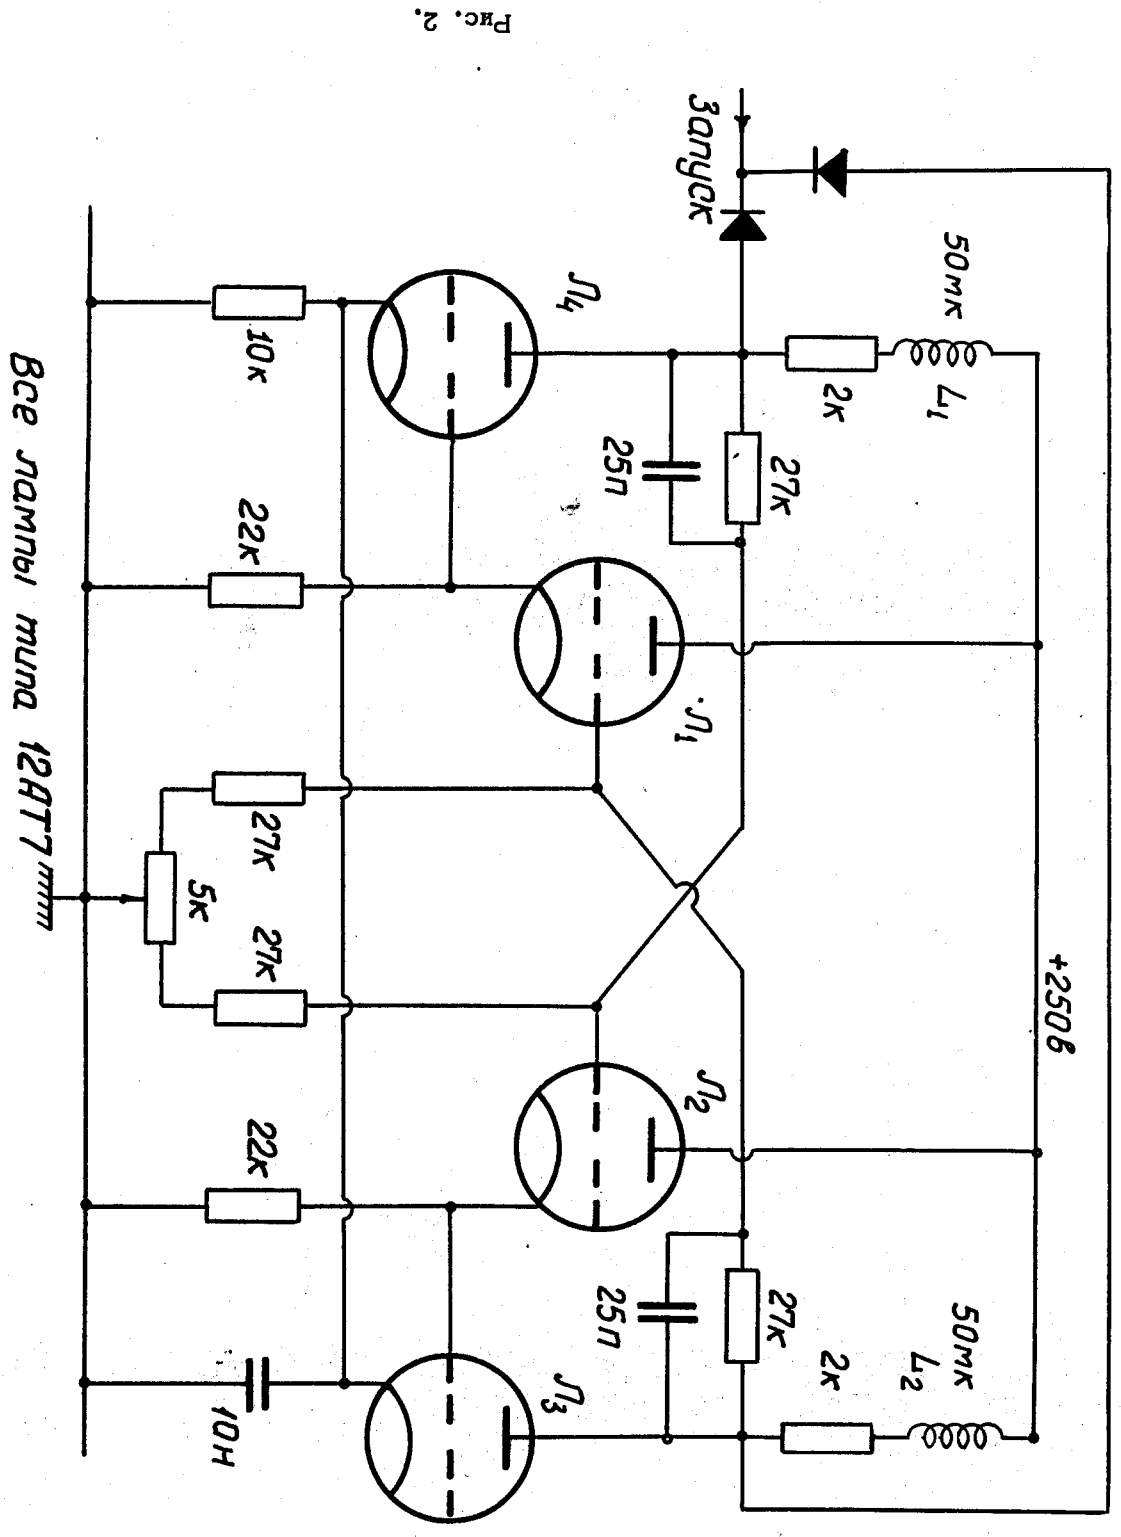 +250в
50мк
L₁
2к
50мк
L₂
2к
Запуск
27к
25п
27к
25п
Л₄
Л₁
Л₂
Л₃
10к
22к
27к
27к
22к
10н
5к
Все лампы типа 12АТ7
Рис. 2.